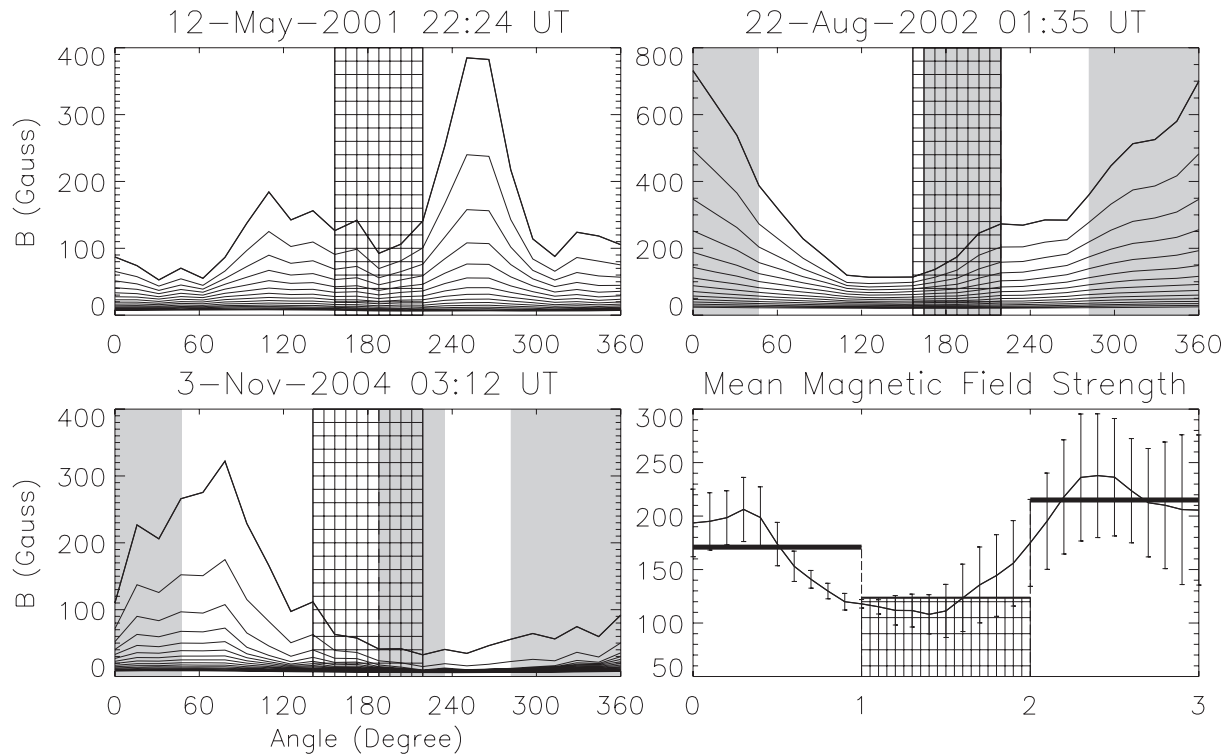 12-May-2001 22:24 UT
22-Aug-2002 01:35 UT
B (Gauss)
400
300
200
100
0
0 60 120 180 240 300 360
800
600
400
200
0
0 60 120 180 240 300 360
3-Nov-2004 03:12 UT
Mean Magnetic Field Strength
B (Gauss)
400
300
200
100
0
0 60 120 180 240 300 360
Angle (Degree)
300
250
200
150
100
50
0 1 2 3